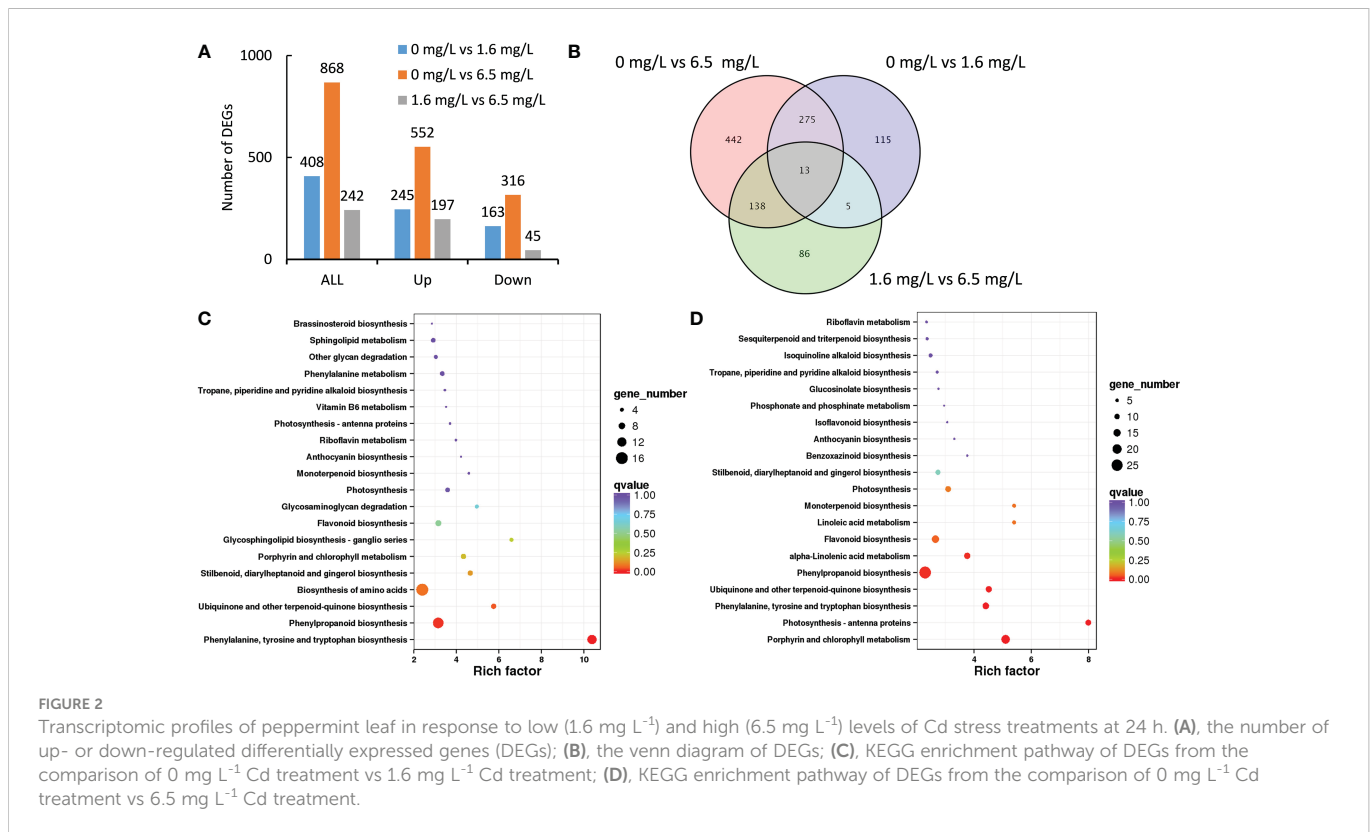 A
1000
500
0
Number of DEGs
0 mg/L vs 1.6 mg/L
0 mg/L vs 6.5 mg/L
1.6 mg/L vs 6.5 mg/L
408
868
242
245
552
197
163
316
45
ALL
Up
Down
B
0 mg/L vs 6.5 mg/L
0 mg/L vs 1.6 mg/L
442
275
115
13
138
5
86
1.6 mg/L vs 6.5 mg/L
C
Brassinosteroid biosynthesis
Sphingolipid metabolism
Other glycan degradation
Phenylalanine metabolism
Tropane, piperidine and pyridine alkaloid biosynthesis
Vitamin B6 metabolism
Photosynthesis - antenna proteins
Riboflavin metabolism
Anthocyanin biosynthesis
Monoterpenoid biosynthesis
Photosynthesis
Glycosaminoglycan degradation
Flavonoid biosynthesis
Glycosphingolipid biosynthesis - ganglio series
Porphyrin and chlorophyll metabolism
Stilbenoid, diarylheptanoid and gingerol biosynthesis
Biosynthesis of amino acids
Ubiquinone and other terpenoid-quinone biosynthesis
Phenylpropanoid biosynthesis
Phenylalanine, tyrosine and tryptophan biosynthesis
2 4 6 8 10
Rich factor
gene_number
4
8
12
16
qvalue
1.00
0.75
0.50
0.25
0.00
D
Riboflavin metabolism
Sesquiterpenoid and triterpenoid biosynthesis
Isoquinoline alkaloid biosynthesis
Tropane, piperidine and pyridine alkaloid biosynthesis
Glucosinolate biosynthesis
Phosphonate and phosphinate metabolism
Isoflavonoid biosynthesis
Anthocyanin biosynthesis
Benzoxazinoid biosynthesis
Stilbenoid, diarylheptanoid and gingerol biosynthesis
Photosynthesis
Monoterpenoid biosynthesis
Linoleic acid metabolism
Flavonoid biosynthesis
alpha-Linolenic acid metabolism
Phenylpropanoid biosynthesis
Ubiquinone and other terpenoid-quinone biosynthesis
Phenylalanine, tyrosine and tryptophan biosynthesis
Photosynthesis - antenna proteins
Porphyrin and chlorophyll metabolism
4 6 8
Rich factor
gene_number
5
10
15
20
25
qvalue
1.00
0.75
0.50
0.25
0.00
FIGURE 2
Transcriptomic profiles of peppermint leaf in response to low (1.6 mg L⁻¹) and high (6.5 mg L⁻¹) levels of Cd stress treatments at 24 h. (A), the number of
up- or down-regulated differentially expressed genes (DEGs); (B), the venn diagram of DEGs; (C), KEGG enrichment pathway of DEGs from the
comparison of 0 mg L⁻¹ Cd treatment vs 1.6 mg L⁻¹ Cd treatment; (D), KEGG enrichment pathway of DEGs from the comparison of 0 mg L⁻¹ Cd
treatment vs 6.5 mg L⁻¹ Cd treatment.